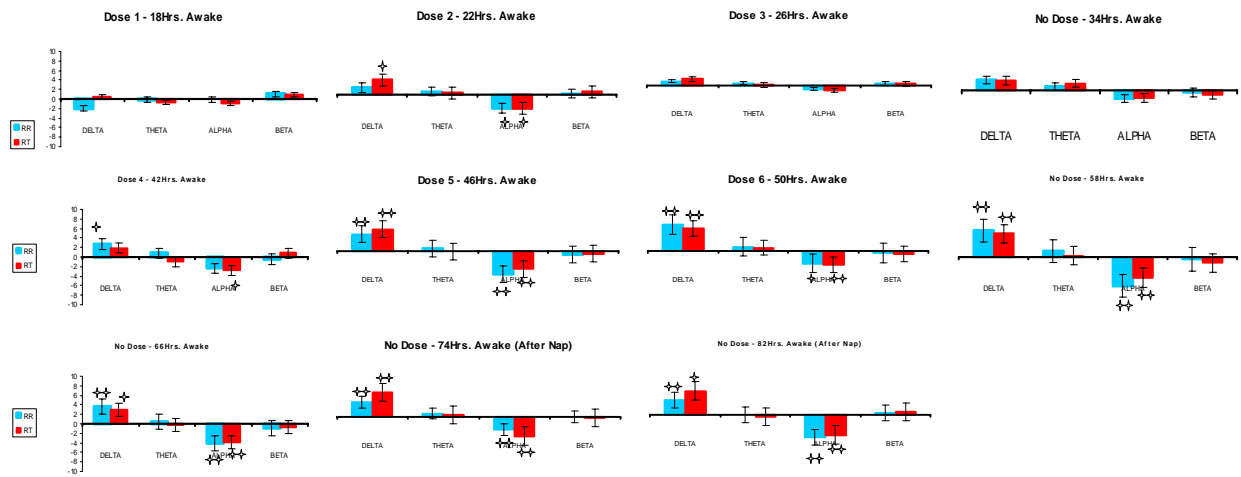 Dose 1 - 18Hrs. Awake
Dose 2 - 22Hrs. Awake
Dose 3 - 26Hrs. Awake
No Dose - 34Hrs. Awake
10
8
6
4
2
0
-2
-4
-6
-8
-10
DELTA THETA ALPHA BETA
DELTA THETA ALPHA BETA
DELTA THETA ALPHA BETA
DELTA THETA ALPHA BETA
RR
RT
Dose 4 - 42Hrs. Awake
Dose 5 - 46Hrs. Awake
Dose 6 - 50Hrs. Awake
No Dose - 58Hrs. Awake
10
8
6
4
2
0
-2
-4
-6
-8
-10
DELTA THETA ALPHA BETA
DELTA THETA ALPHA BETA
DELTA THETA ALPHA BETA
DELTA THETA ALPHA BETA
RR
RT
No Dose - 66Hrs. Awake
No Dose - 74Hrs. Awake (After Nap)
No Dose - 82Hrs. Awake (After Nap)
10
8
6
4
2
0
-2
-4
-6
-8
-10
DELTA THETA ALPHA BETA
DELTA THETA ALPHA BETA
DELTA THETA ALPHA BETA
RR
RT